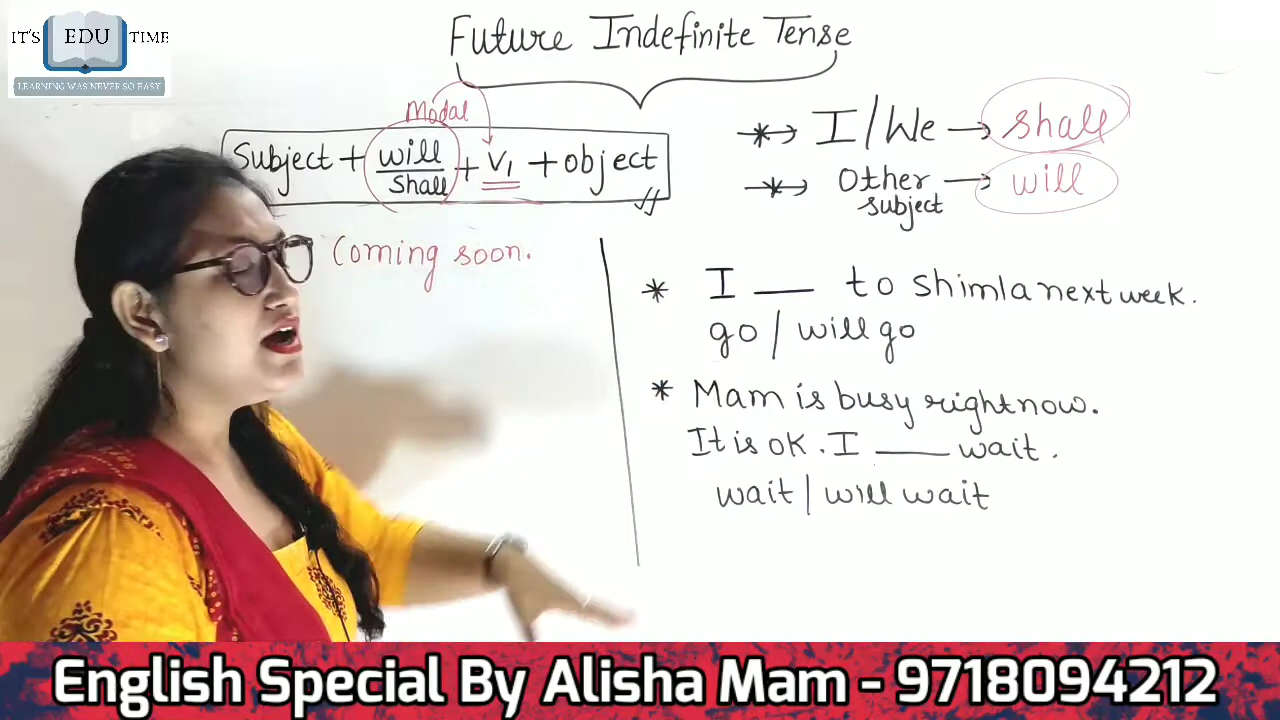 IT'S EDU TIME
LEARNING WAS NEVER SO EASY
Future Indefinite Tense
Modal
Subject + will/Shall + V1 + object
* → I/We → shall
* → Other subject → will
Coming soon.
* I ___ to shimla next week.
go / will go
* Mam is busy right now.
It is ok. I ___ wait.
wait | will wait
English Special By Alisha Mam - 9718094212